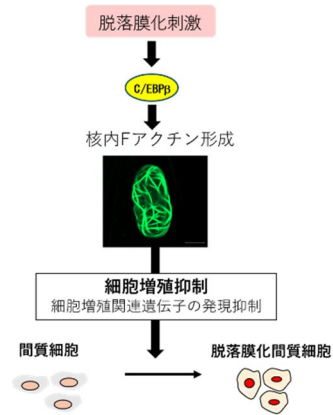 脱落膜化刺激
C/EBPβ
核内Fアクチン形成
細胞増殖抑制
細胞増殖関連遺伝子の発現抑制
間質細胞
脱落膜化間質細胞